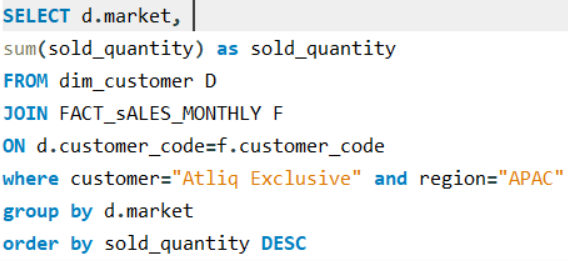 SELECT d.market,
sum(sold_quantity) as sold_quantity
FROM dim_customer D
JOIN FACT_sALES_MONTHLY F
ON d.customer_code=f.customer_code
where customer="Atliq Exclusive" and region="APAC"
group by d.market
order by sold_quantity DESC